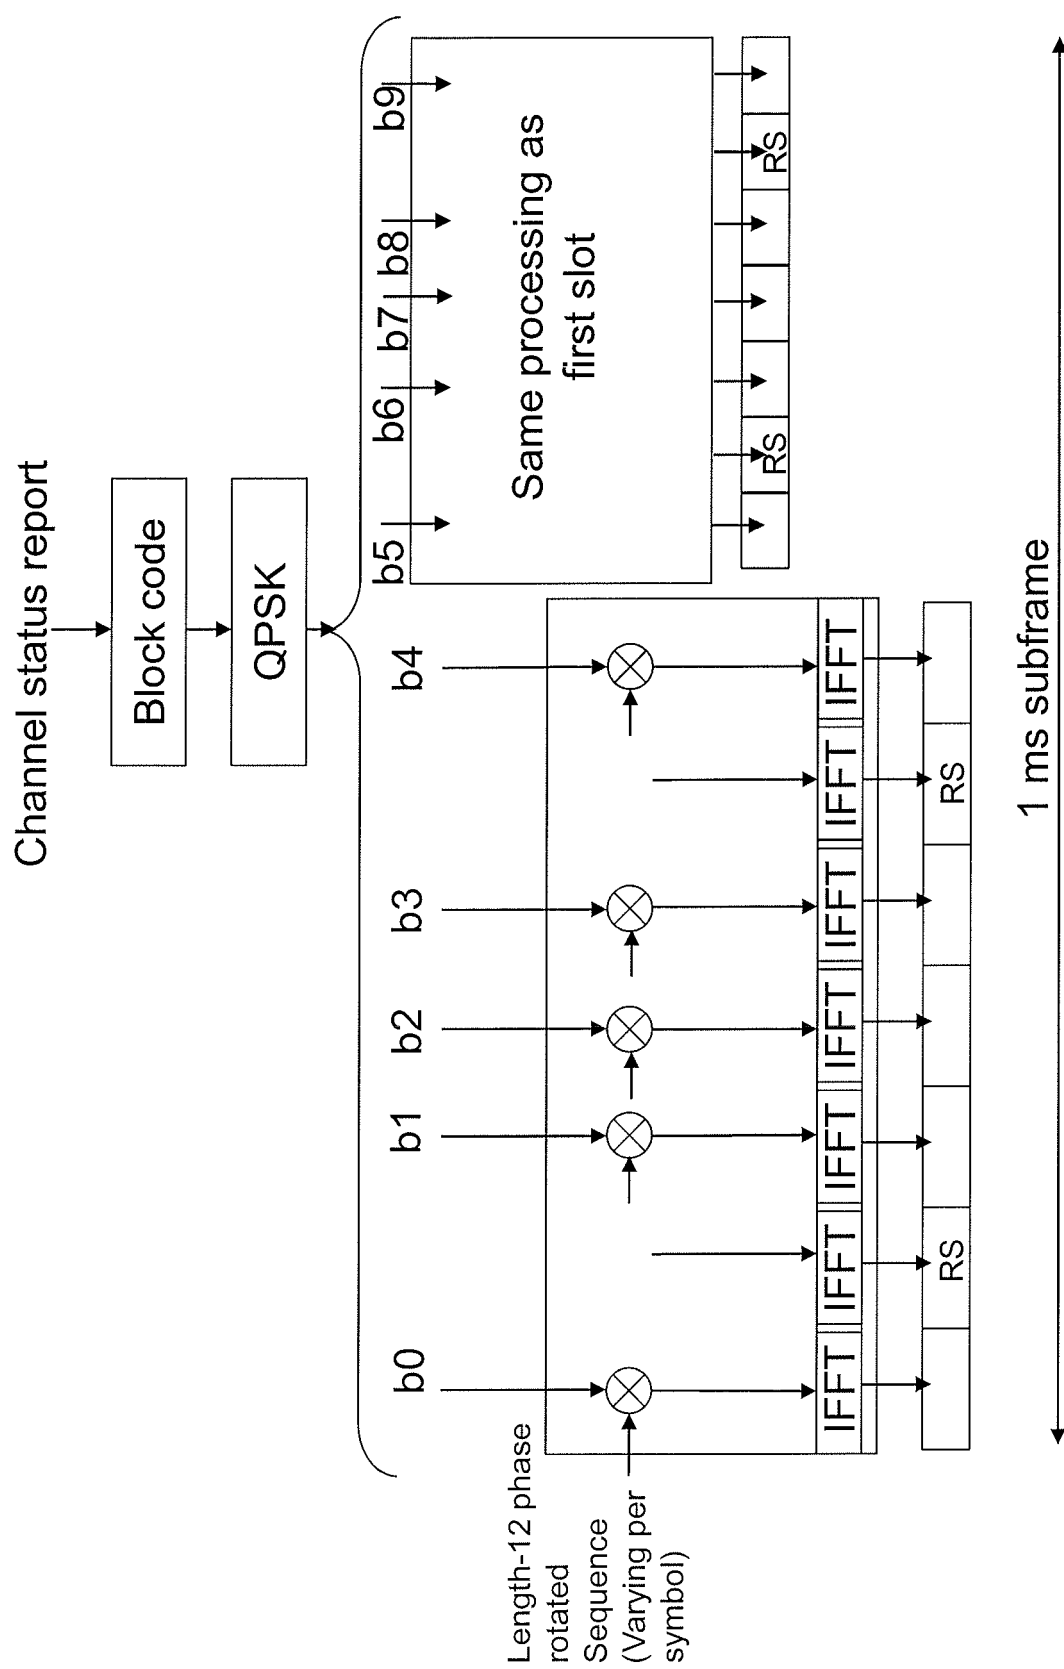 Channel status report
Block code
QPSK
b0
b1
b2
b3
b4
b5
b6
b7
b8
b9
Length-12 phase
rotated
Sequence
(Varying per
symbol)
Same processing as
first slot
IFFT
IFFT
IFFT
IFFT
IFFT
IFFT
IFFT
RS
RS
RS
RS
1 ms subframe